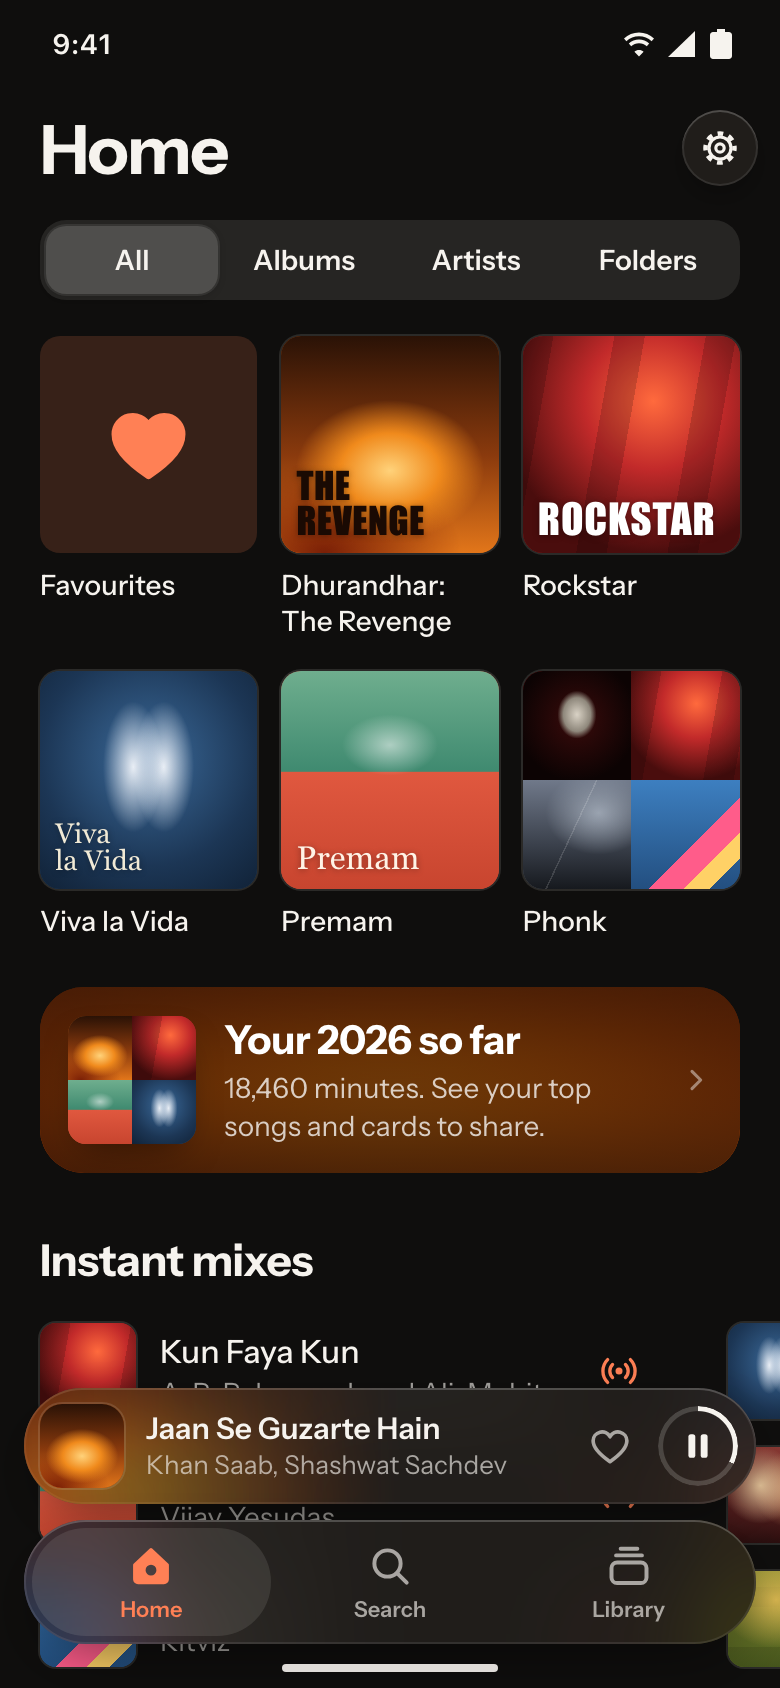 9:41
Home
All Albums Artists Folders
THE
REVENGE
ROCKSTAR
Favourites
Dhurandhar:
The Revenge
Rockstar
Viva
la Vida
Premam
Viva la Vida
Premam
Phonk
Your 2026 so far
18,460 minutes. See your top
songs and cards to share.
Instant mixes
Kun Faya Kun
Jaan Se Guzarte Hain
Khan Saab, Shashwat Sachdev
Vijay Yesudas
Home Search Library